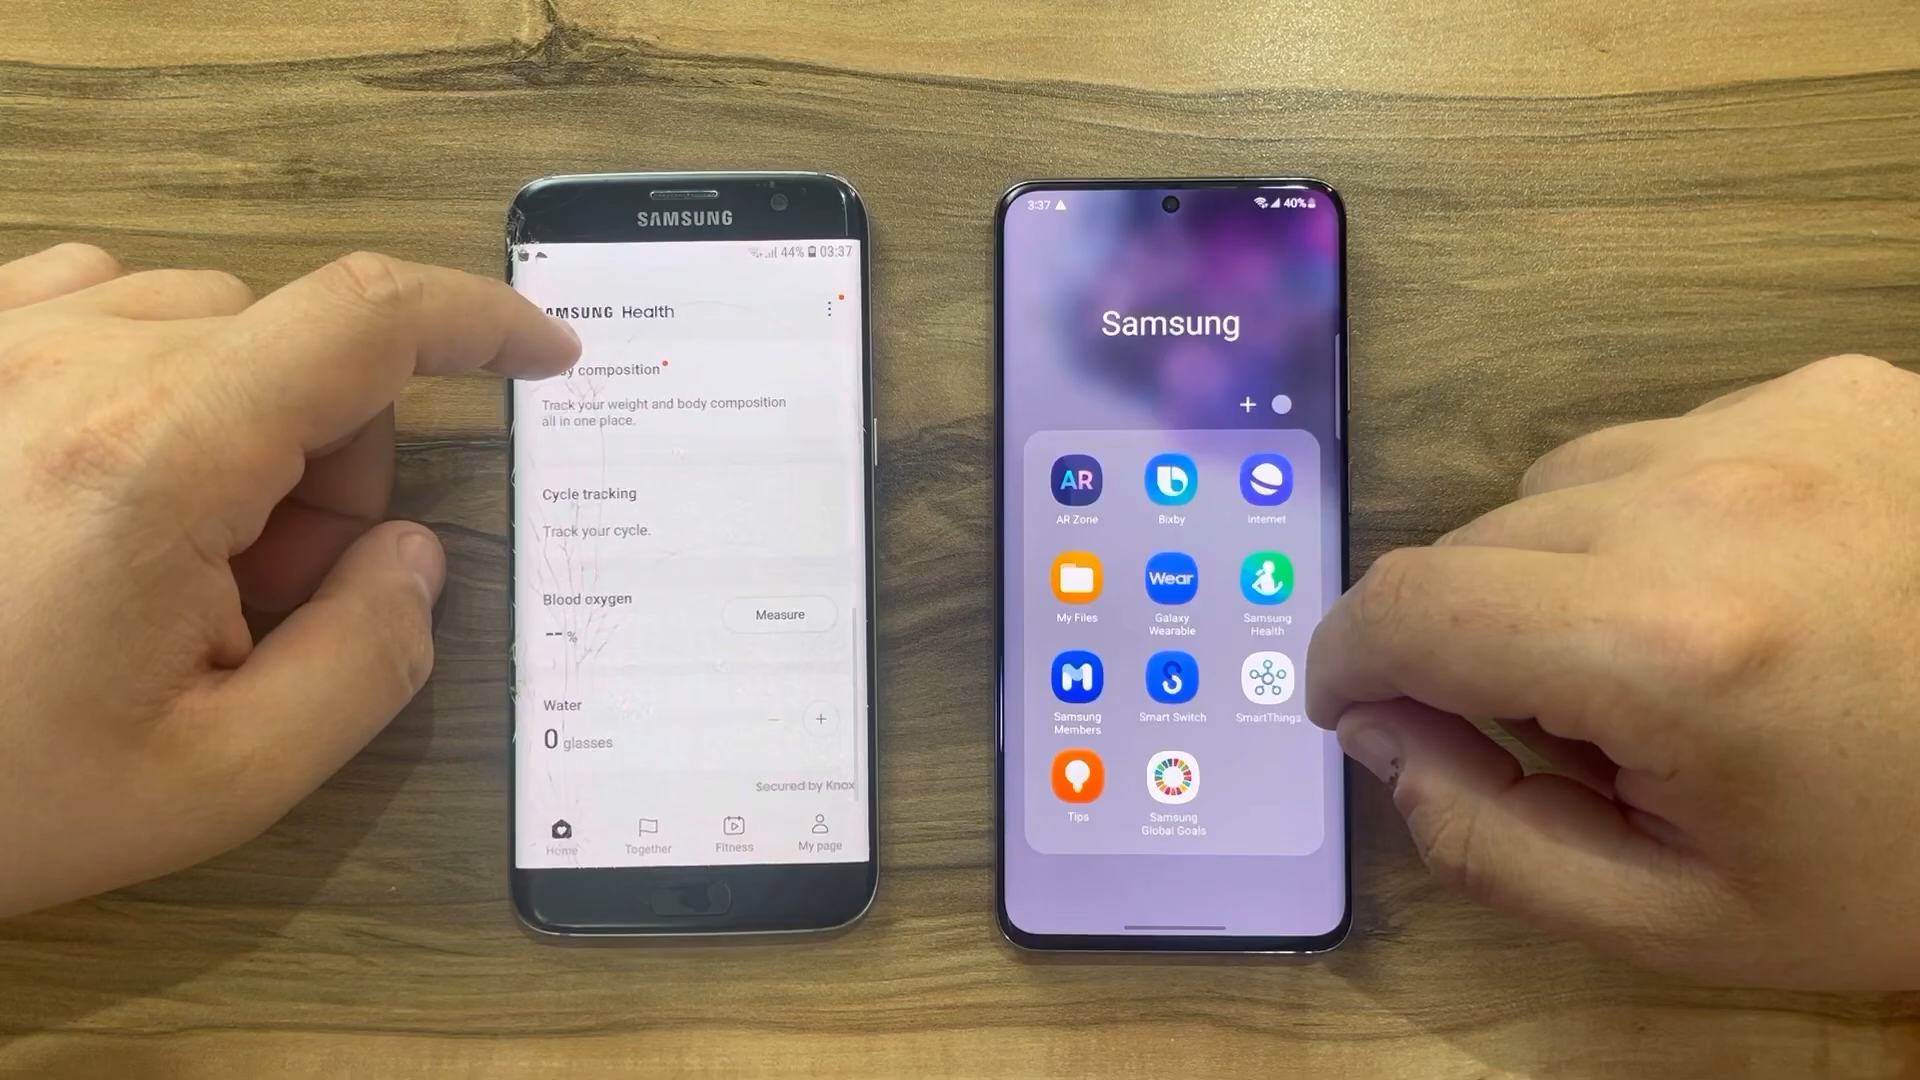 SAMSUNG
44% 03:37
SAMSUNG Health
composition
Track your weight and body composition
all in one place.
Cycle tracking
Track your cycle.
Blood oxygen
-- %
Measure
Water
0 glasses
Secured by Knox
Home
Together
Fitness
My page
3:37
40%
Samsung
AR
AR Zone
Bixby
Internet
My Files
Wear
Galaxy
Wearable
Samsung
Health
Samsung
Members
Smart Switch
SmartThings
Tips
Samsung
Global Goals